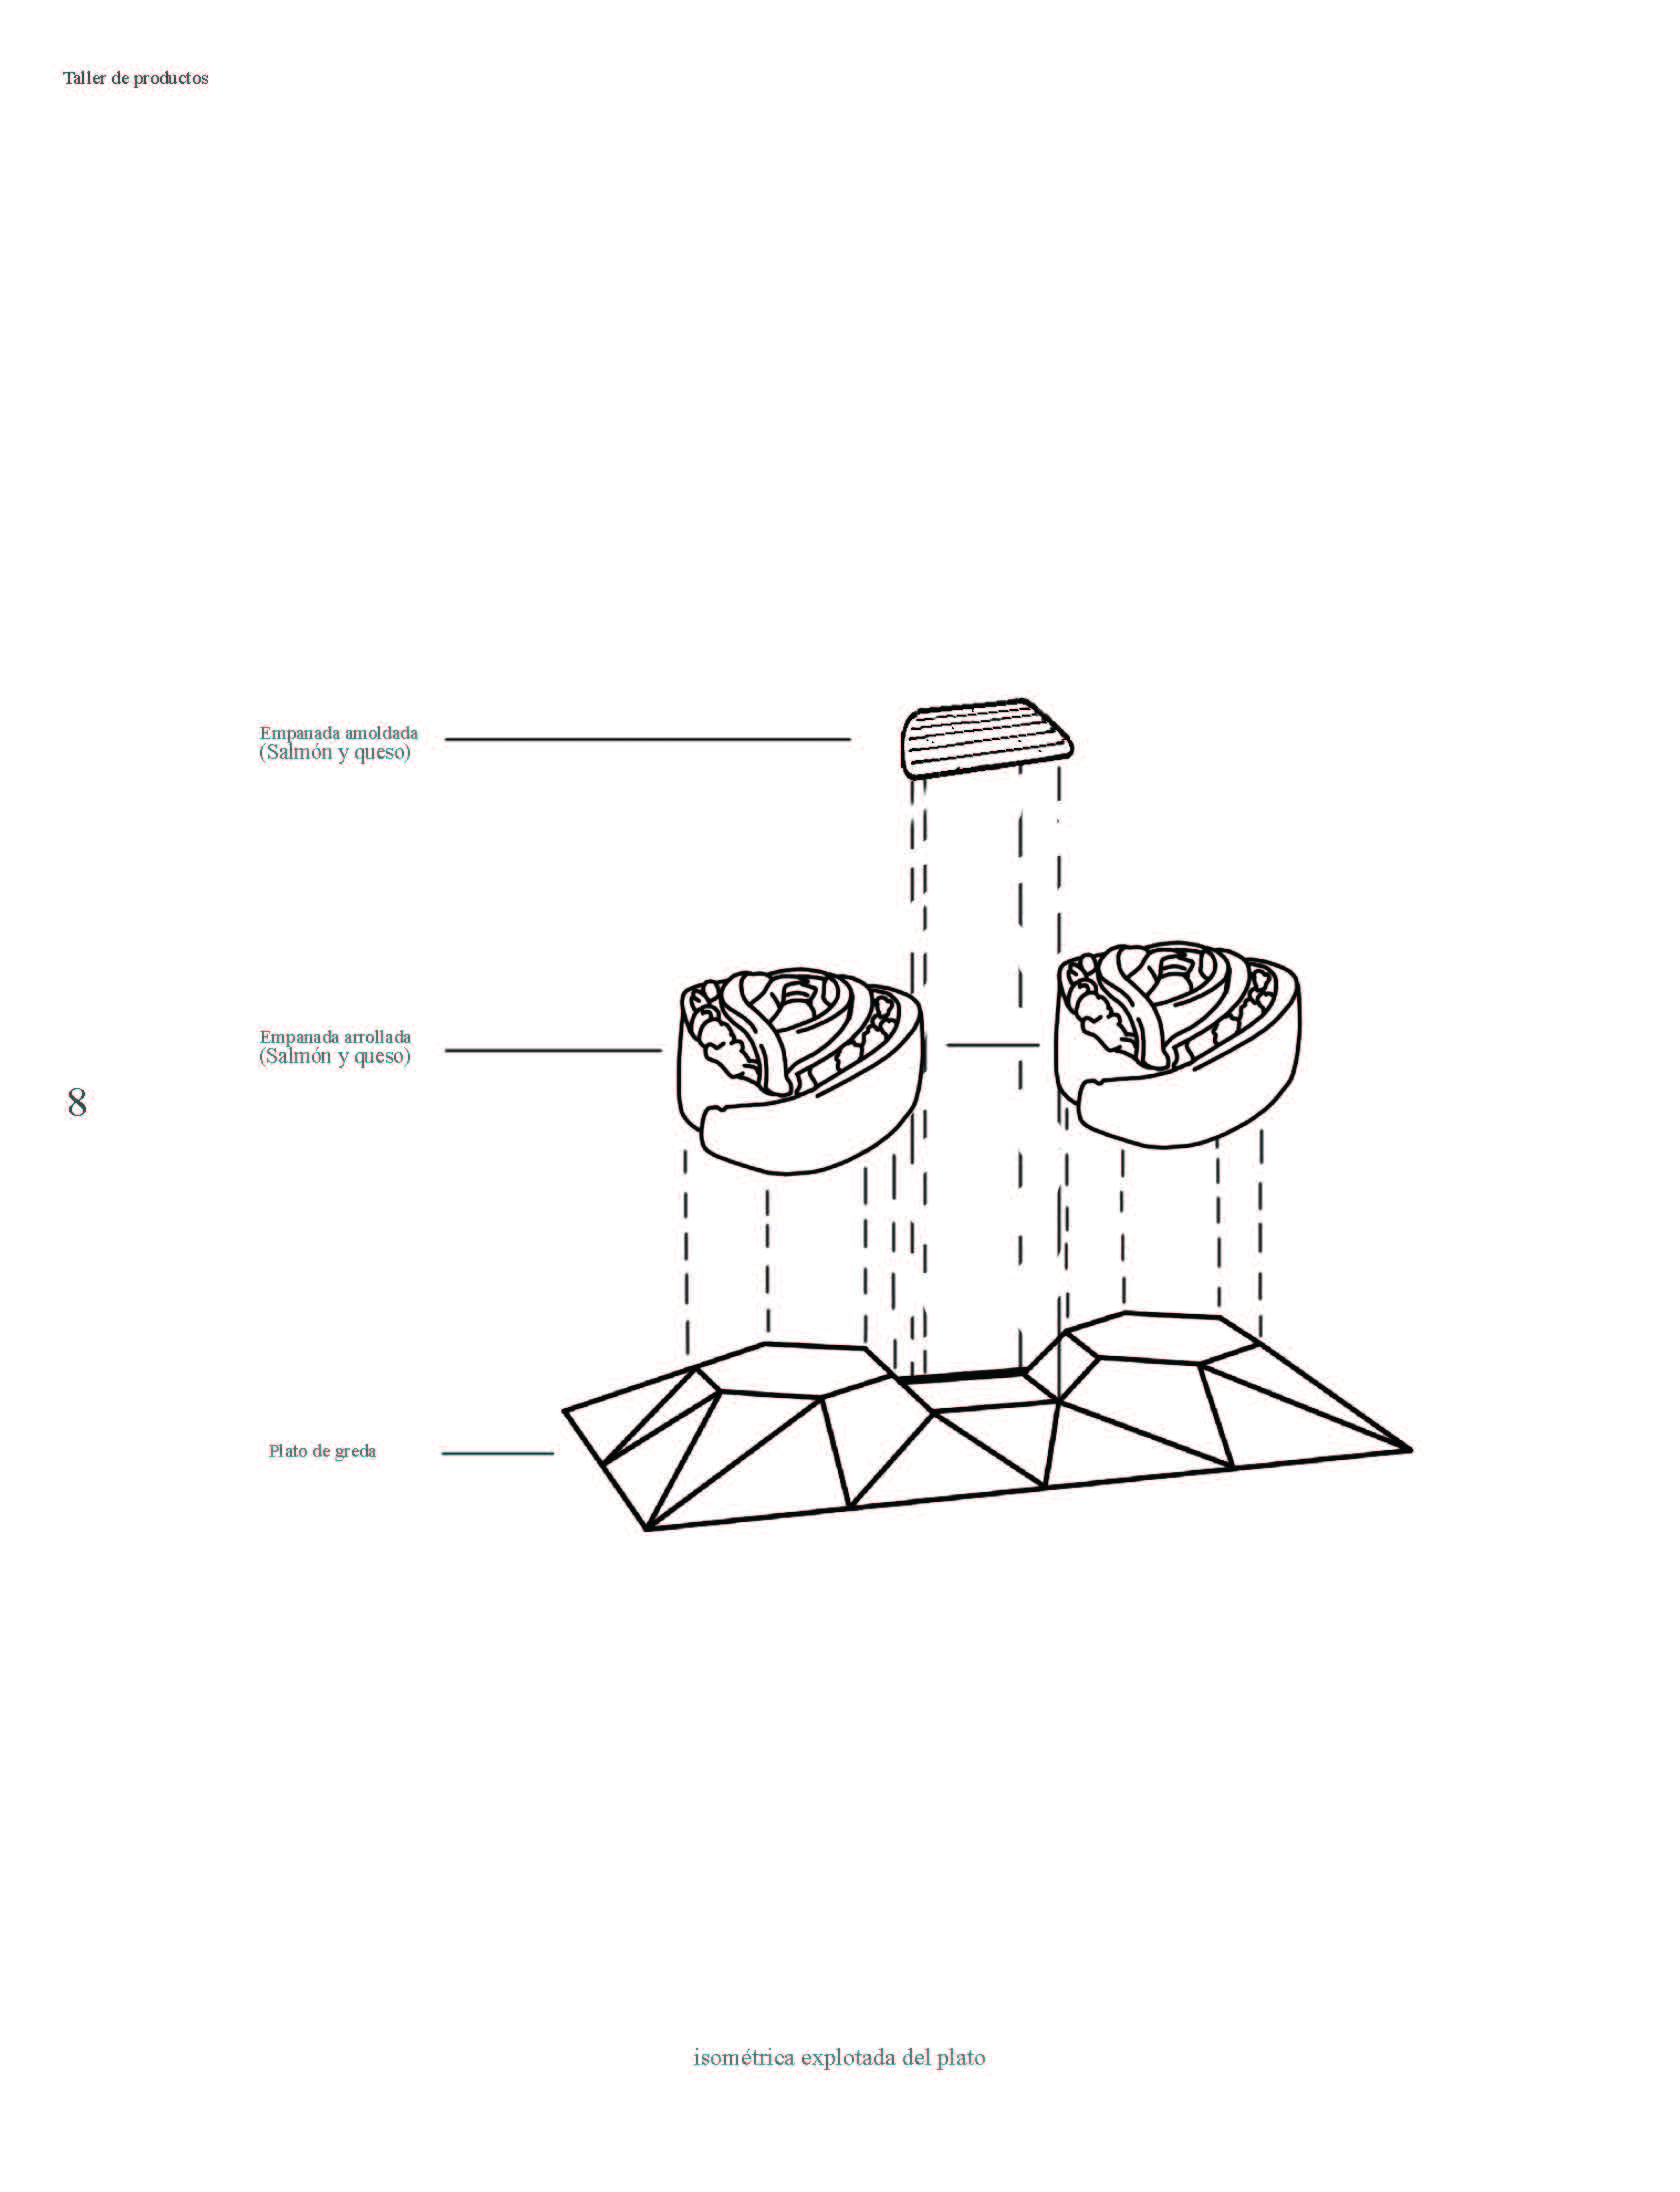 Taller de productos
Empanada amoldada
(Salmón y queso)
Empanada arrollada
(Salmón y queso)
8
Plato de greda
isométrica explotada del plato